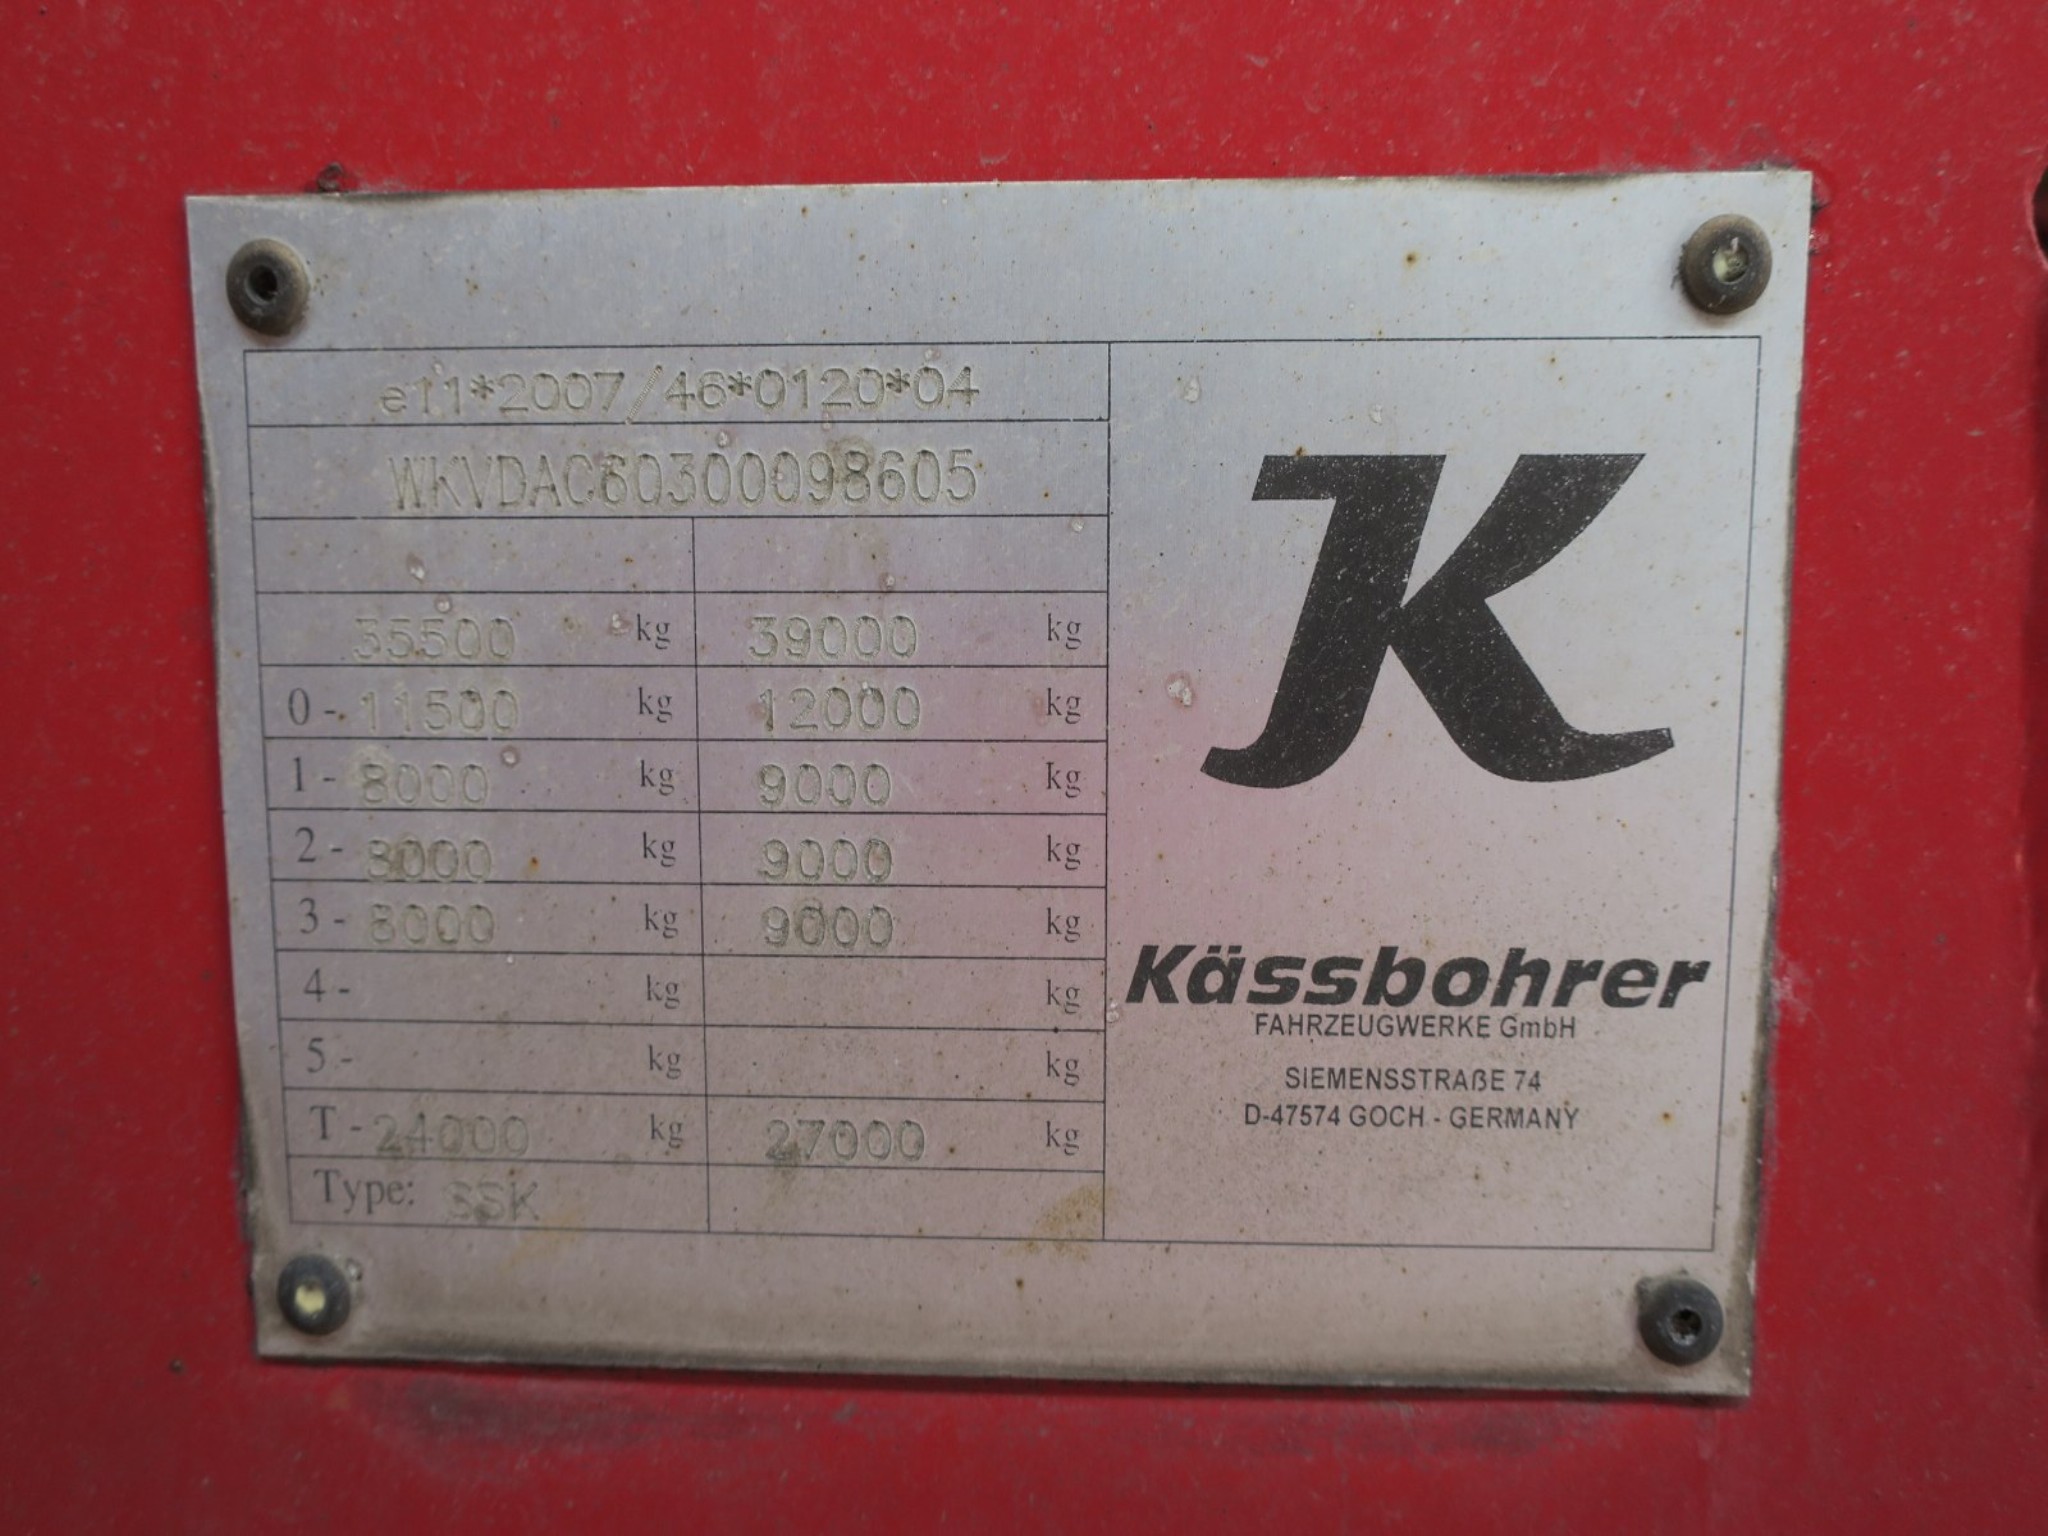 e11*2007/46*0120*04
WKVDAC60300098605
35500 kg 39000 kg
0 - 11500 kg 12000 kg
1 - 8000 kg 9000 kg
2 - 8000 kg 9000 kg
3 - 8000 kg 9000 kg
4 - kg kg
5 - kg kg
T - 24000 kg 27000 kg
Type: SSK
K
Kässbohrer
FAHRZEUGWERKE GmbH
SIEMENSSTRAßE 74
D-47574 GOCH - GERMANY